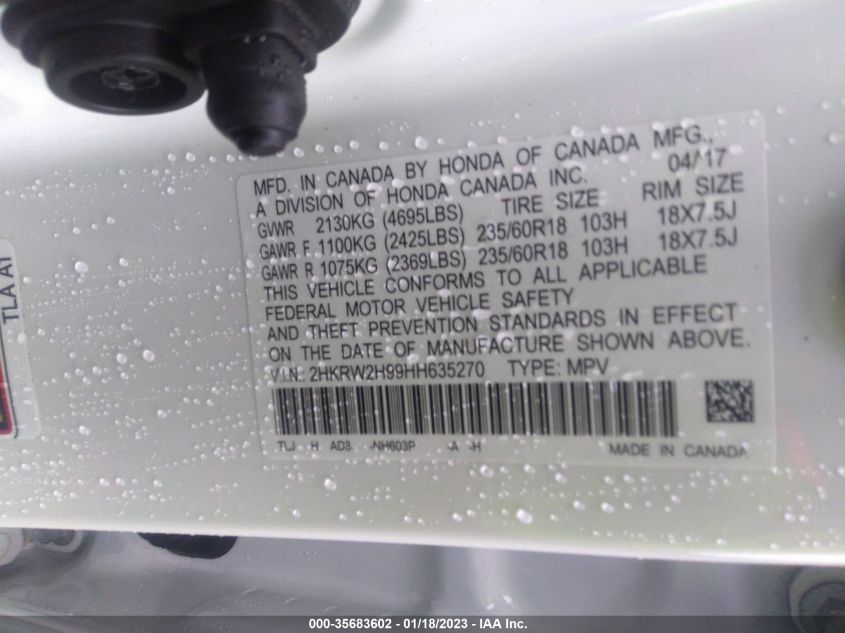 MFD. IN CANADA BY HONDA OF CANADA MFG.,
A DIVISION OF HONDA CANADA INC. 04/17
GVWR 2130KG (4695LBS) TIRE SIZE RIM SIZE
GAWR F 1100KG (2425LBS) 235/60R18 103H 18X7.5J
GAWR R 1075KG (2369LBS) 235/60R18 103H 18X7.5J
THIS VEHICLE CONFORMS TO ALL APPLICABLE
FEDERAL MOTOR VEHICLE SAFETY
AND THEFT PREVENTION STANDARDS IN EFFECT
ON THE DATE OF MANUFACTURE SHOWN ABOVE.
V.I.N.: 2HKRW2H99HH635270 TYPE: MPV
TLJ -H AD8 -NH603P -A -H MADE IN CANADA
TLA A1
000-35683602 - 01/18/2023 - IAA Inc.